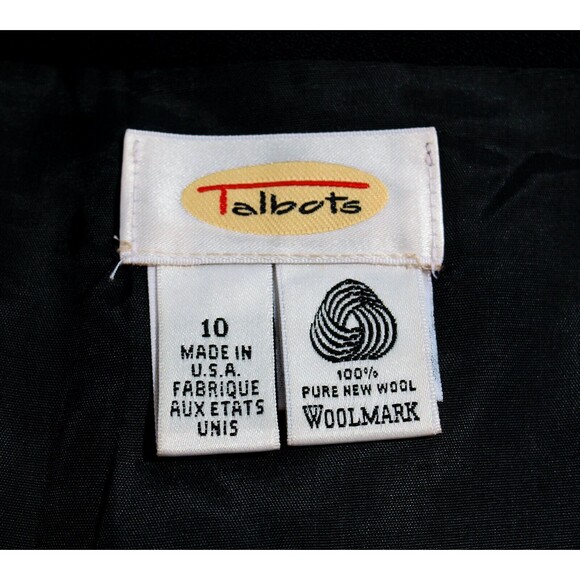 Talbots
10
MADE IN
U.S.A.
FABRIQUE
AUX ETATS
UNIS
100%
PURE NEW WOOL
WOOLMARK